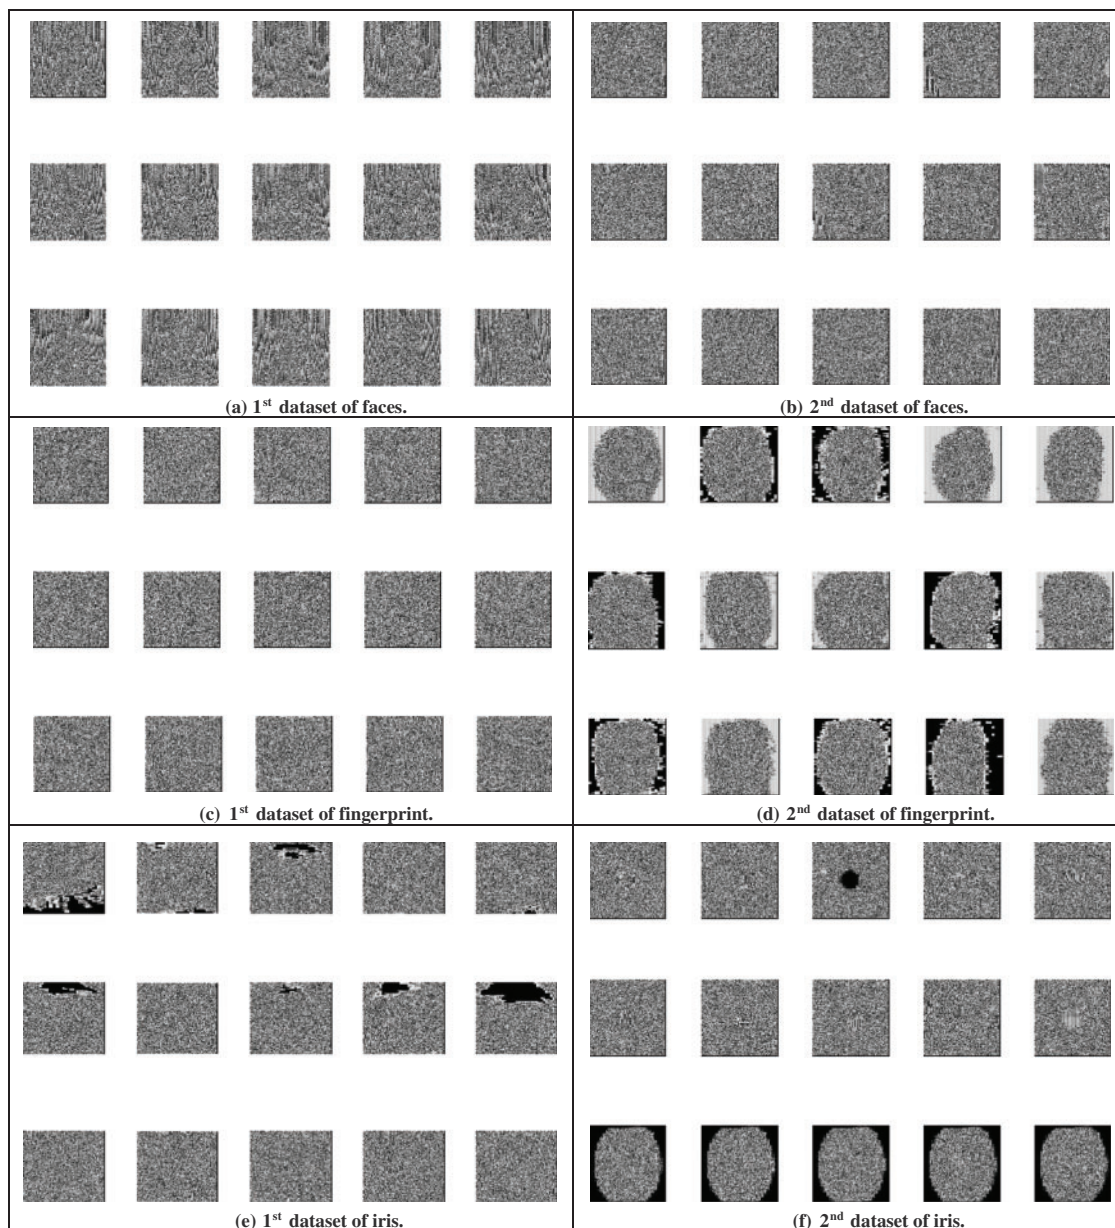 (a) 1st dataset of faces.
(b) 2nd dataset of faces.
(c) 1st dataset of fingerprint.
(d) 2nd dataset of fingerprint.
(e) 1st dataset of iris.
(f) 2nd dataset of iris.